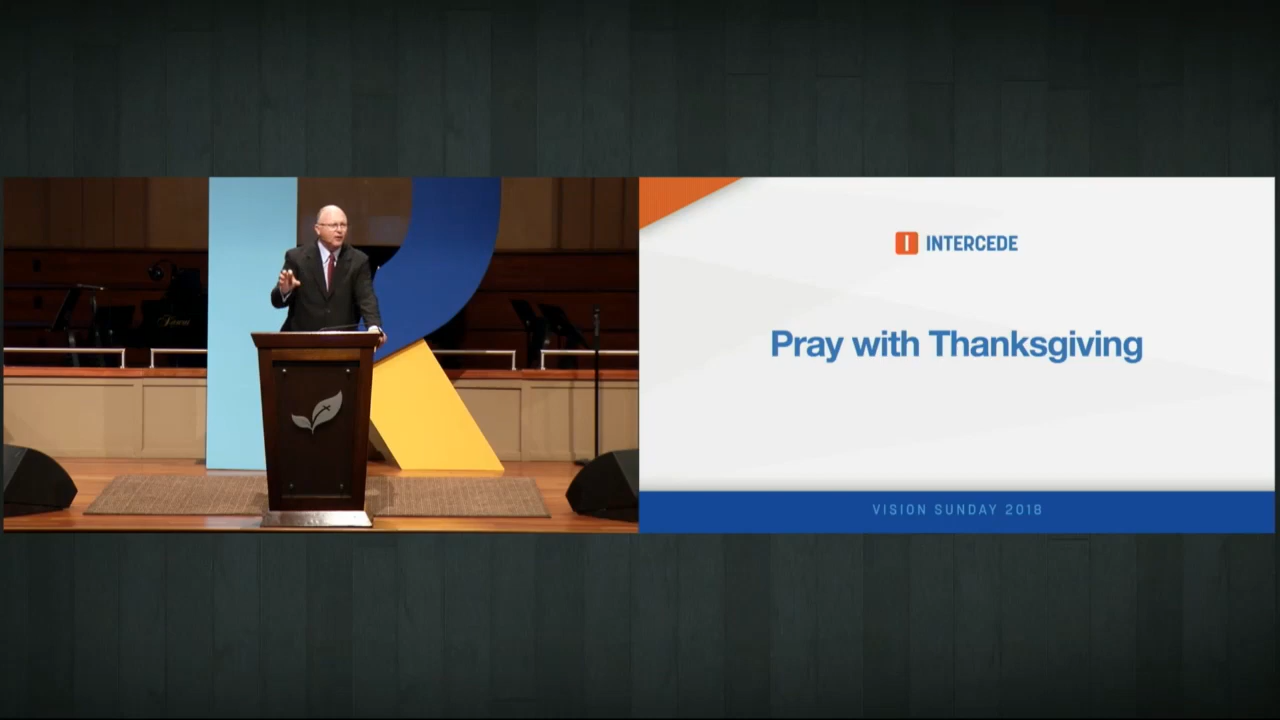 R
I INTERCEDE
Pray with Thanksgiving
VISION SUNDAY 2018